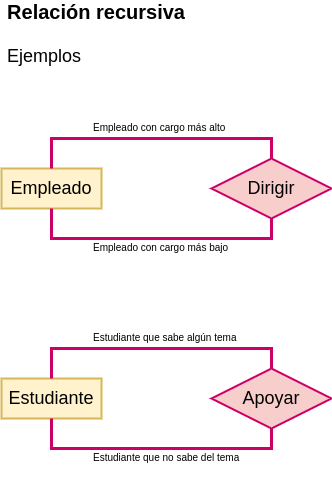 Relación recursiva
Ejemplos
Empleado con cargo más alto
Empleado
Dirigir
Empleado con cargo más bajo
Estudiante que sabe algún tema
Estudiante
Apoyar
Estudiante que no sabe del tema